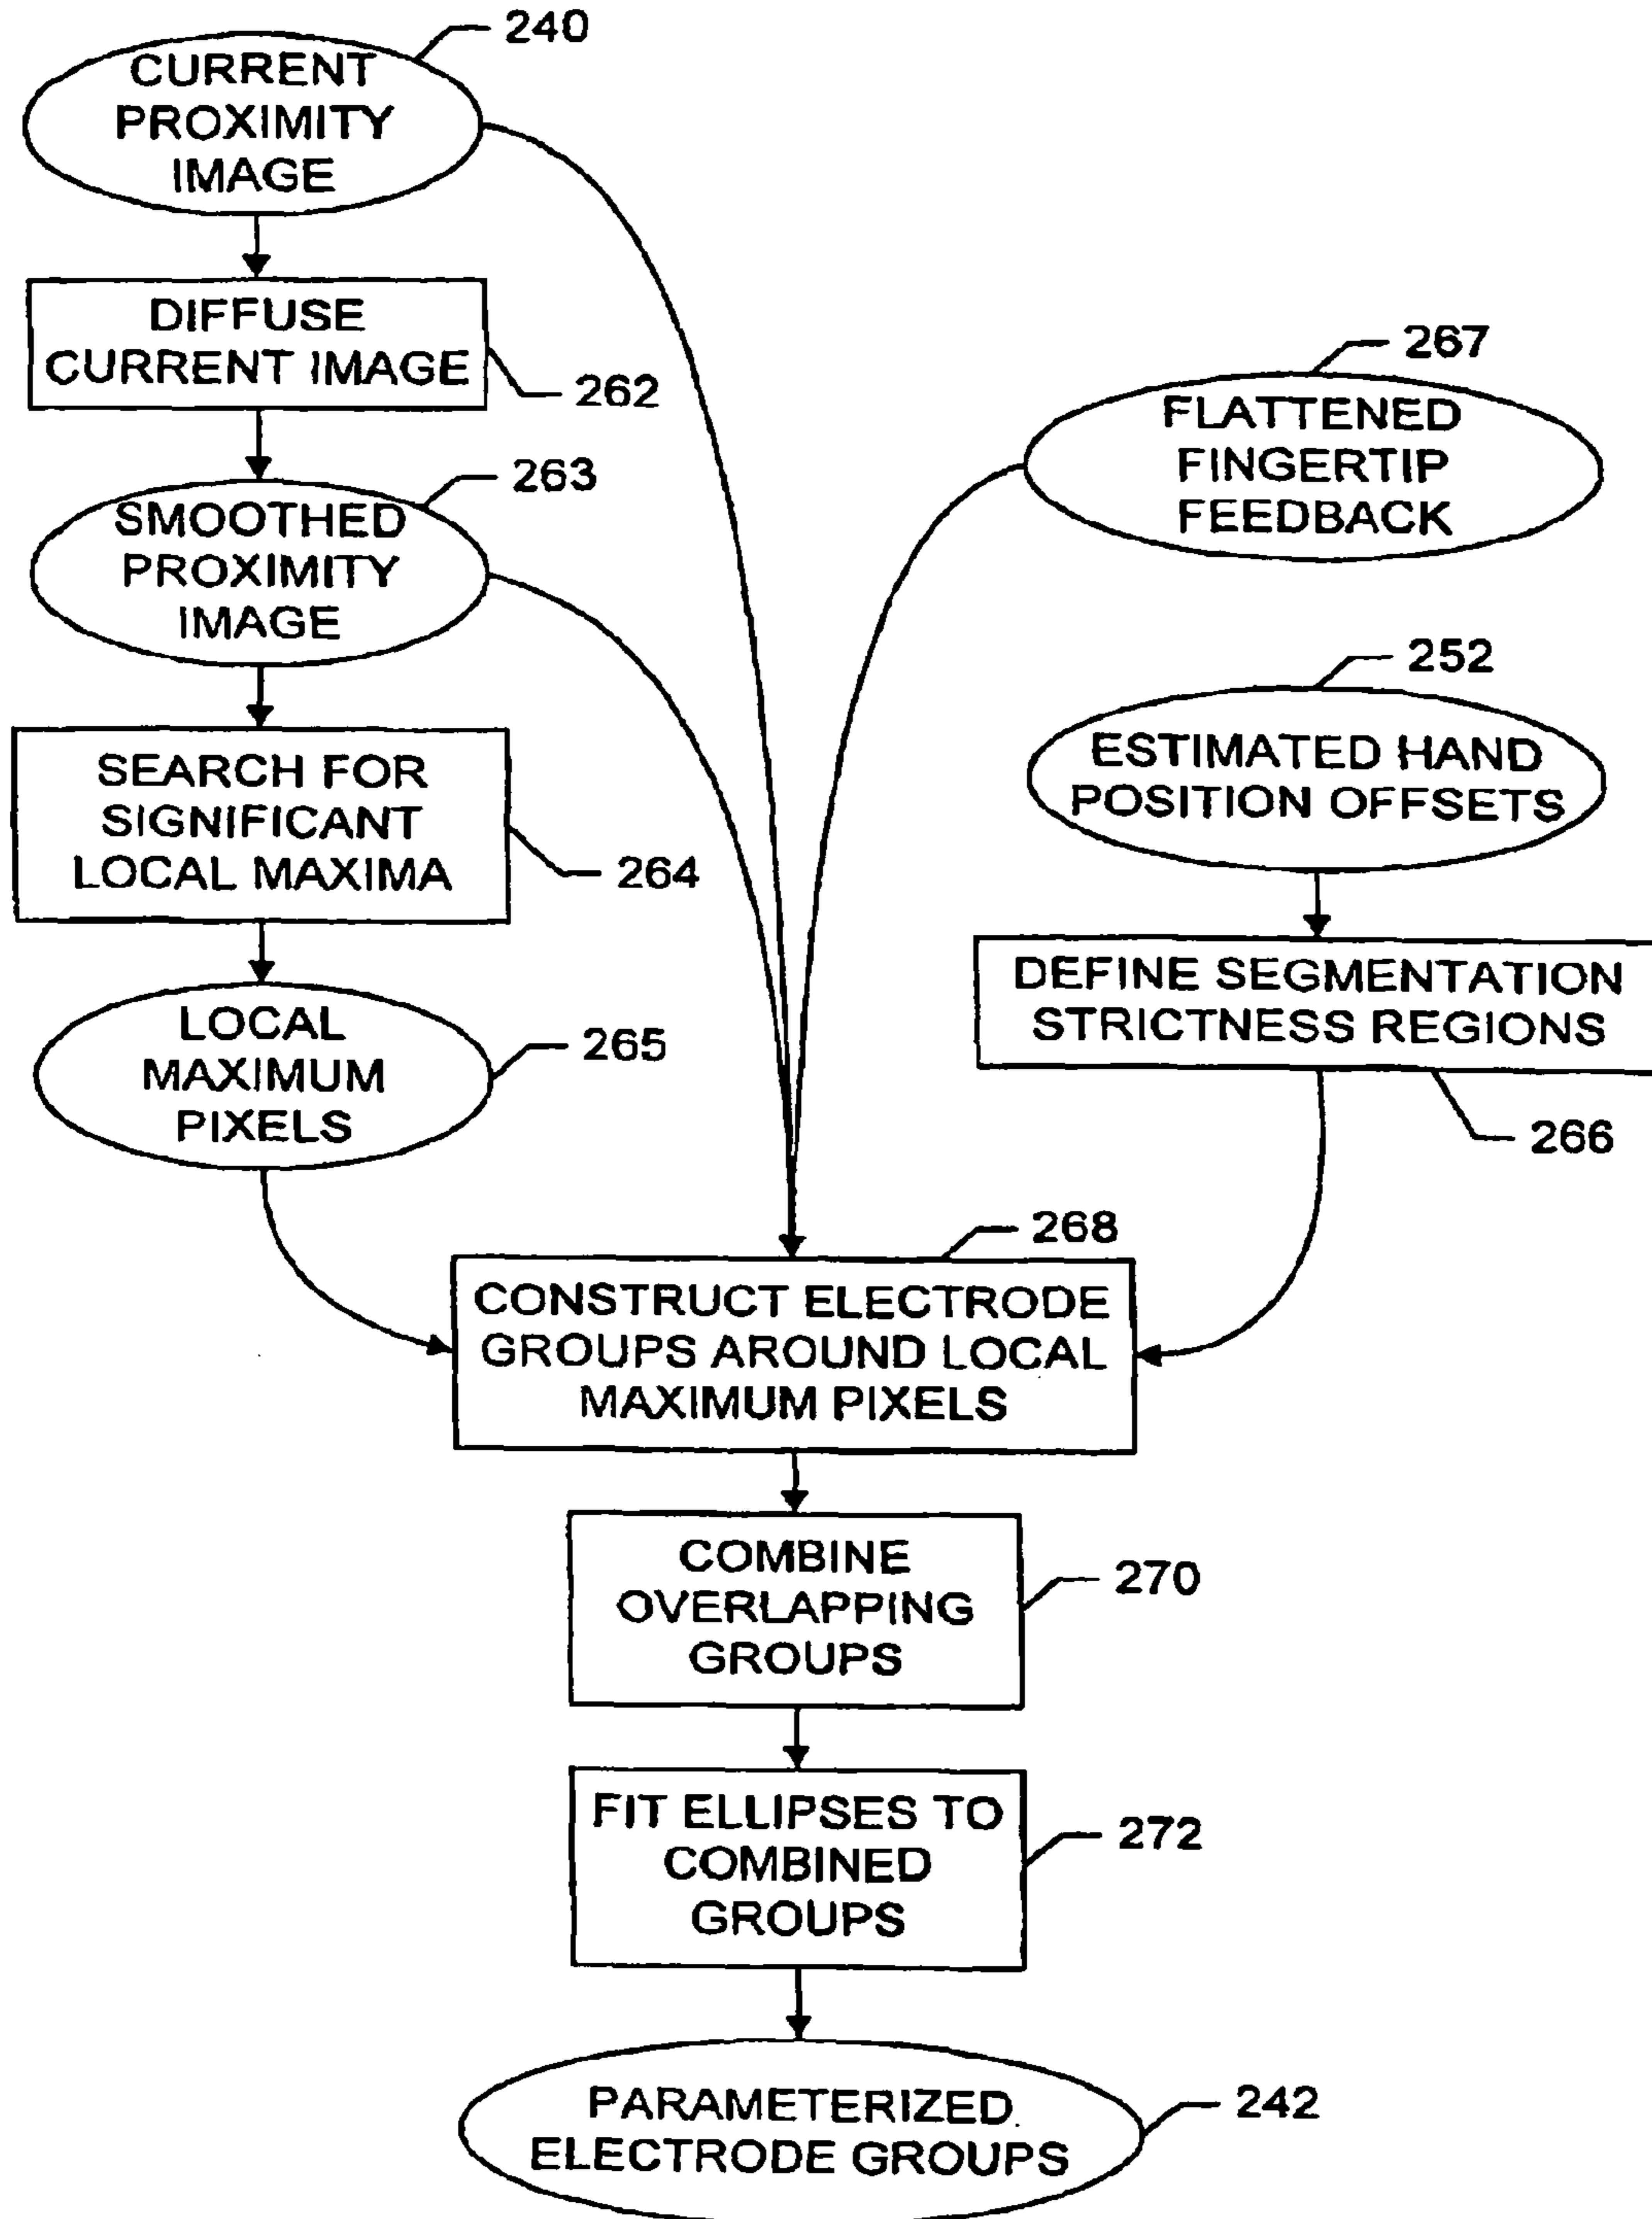 240
CURRENT
PROXIMITY
IMAGE
DIFFUSE
CURRENT IMAGE
262
263
SMOOTHED
PROXIMITY
IMAGE
SEARCH FOR
SIGNIFICANT
LOCAL MAXIMA
264
LOCAL
MAXIMUM
PIXELS
265
267
FLATTENED
FINGERTIP
FEEDBACK
252
ESTIMATED HAND
POSITION OFFSETS
DEFINE SEGMENTATION
STRICTNESS REGIONS
266
268
CONSTRUCT ELECTRODE
GROUPS AROUND LOCAL
MAXIMUM PIXELS
COMBINE
OVERLAPPING
GROUPS
270
FIT ELLIPSES TO
COMBINED
GROUPS
272
PARAMETERIZED
ELECTRODE GROUPS
242